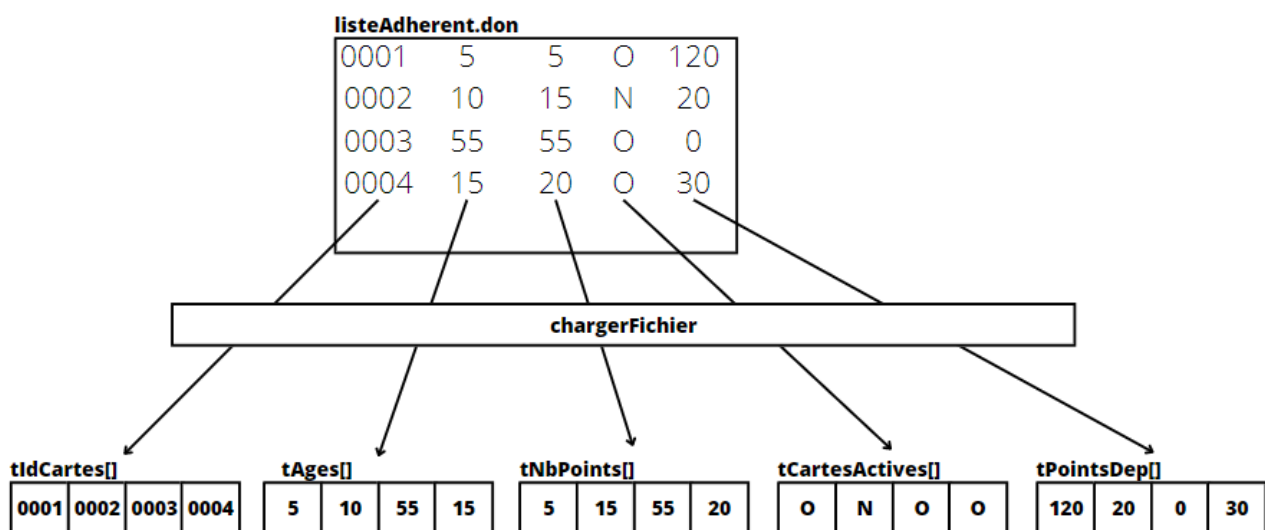 listeAdherent.don
0001 5 5 O 120
0002 10 15 N 20
0003 55 55 O 0
0004 15 20 O 30
chargerFichier
tIdCartes[] tAges[] tNbPoints[] tCartesActives[] tPointsDep[]
0001 0002 0003 0004 5 10 55 15 5 15 55 20 O N O O 120 20 0 30